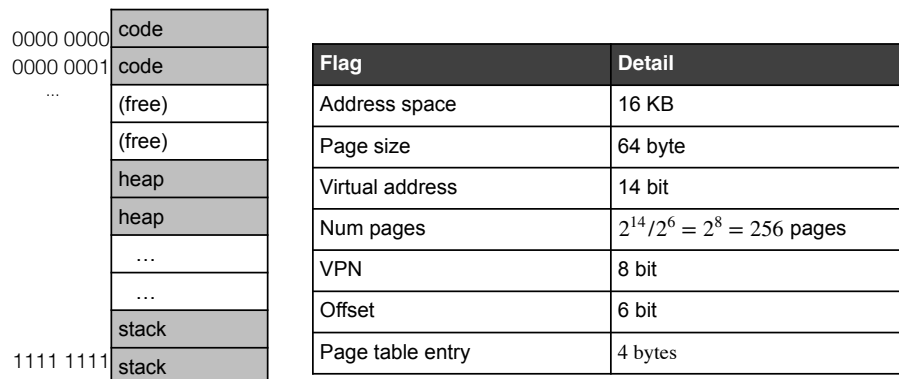 0000 0000 code
0000 0001 code
...
(free)
(free)
heap
heap
...
...
stack
1111 1111 stack
Flag Detail
Address space 16 KB
Page size 64 byte
Virtual address 14 bit
Num pages 2^14/2^6 = 2^8 = 256 pages
VPN 8 bit
Offset 6 bit
Page table entry 4 bytes